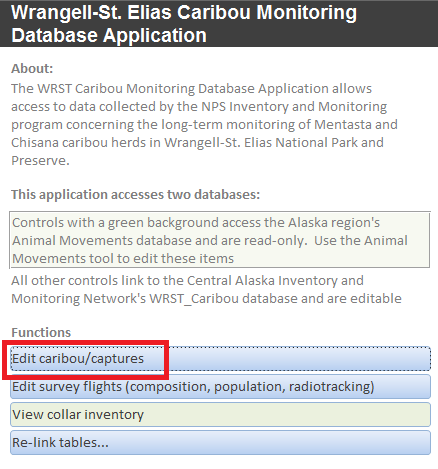 Wrangell-St. Elias Caribou Monitoring
Database Application
About:
The WRST Caribou Monitoring Database Application allows
access to data collected by the NPS Inventory and Monitoring
program concerning the long-term monitoring of Mentasta and
Chisana caribou herds in Wrangell-St. Elias National Park and
Preserve.
This application accesses two databases:
Controls with a green background access the Alaska region's
Animal Movements database and are read-only.  Use the Animal
Movements tool to edit these items
All other controls link to the Central Alaska Inventory and
Monitoring Network's WRST_Caribou database and are editable
Functions
Edit caribou/captures
Edit survey flights (composition, population, radiotracking)
View collar inventory
Re-link tables...